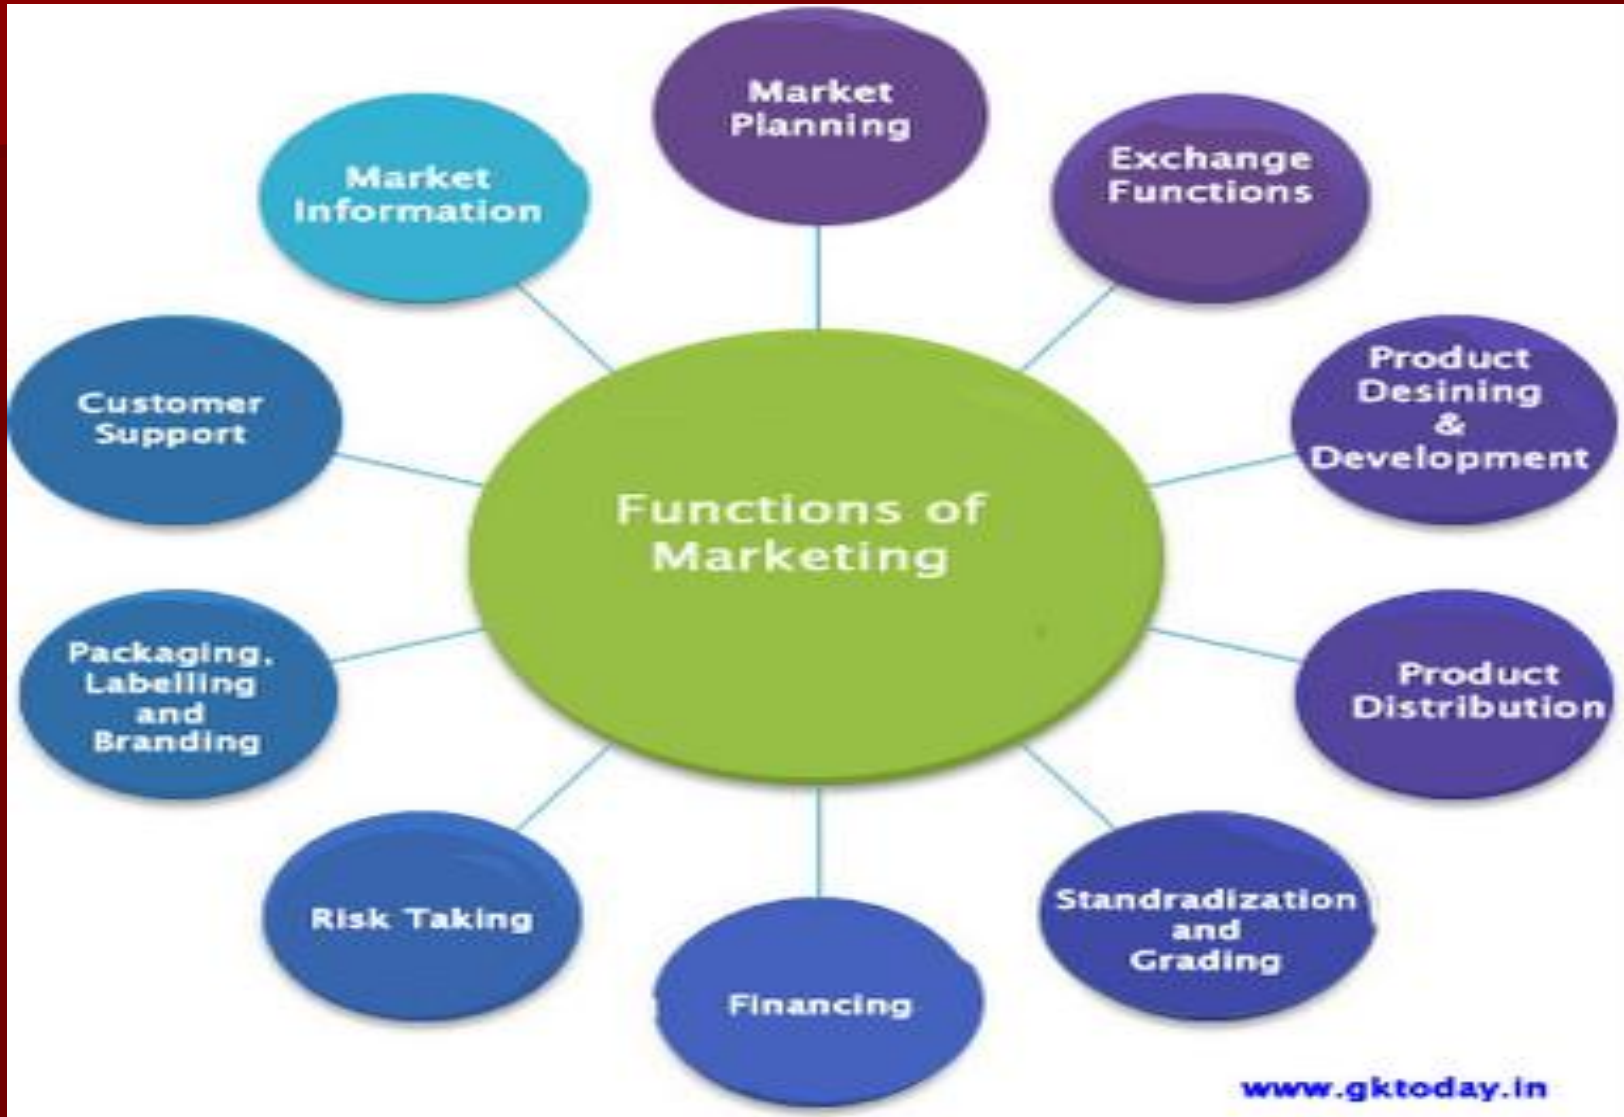 Market
Planning
Exchange
Functions
Product
Desining
&
Development
Product
Distribution
Standradization
and
Grading
Financing
Risk Taking
Packaging,
Labelling
and
Branding
Customer
Support
Market
Information
Functions of
Marketing
www.gktoday.in